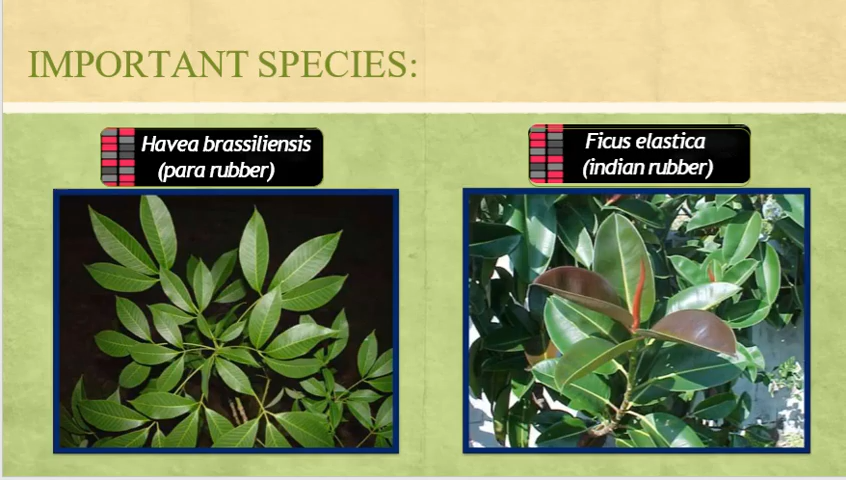 IMPORTANT SPECIES:
Havea brassiliensis
(para rubber)
Ficus elastica
(indian rubber)